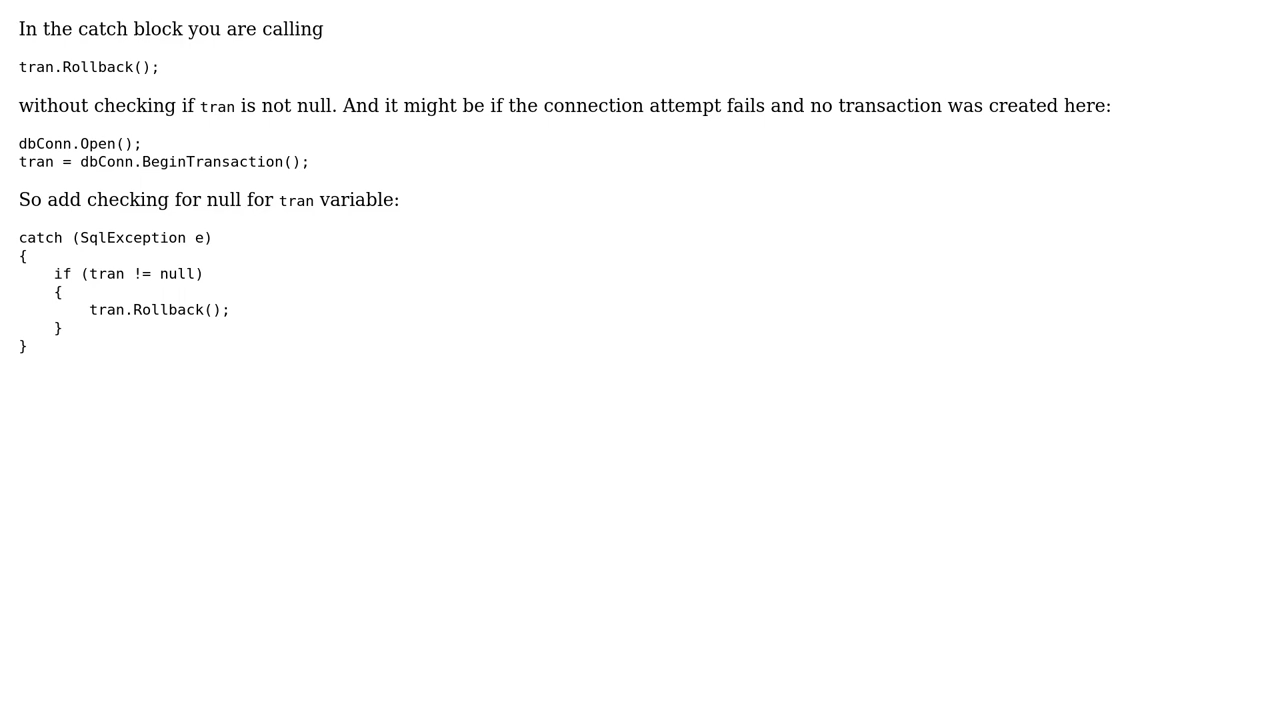 In the catch block you are calling
tran.Rollback();
without checking if tran is not null. And it might be if the connection attempt fails and no transaction was created here:
dbConn.Open();
tran = dbConn.BeginTransaction();
So add checking for null for tran variable:
catch (SqlException e)
{
    if (tran != null)
    {
        tran.Rollback();
    }
}